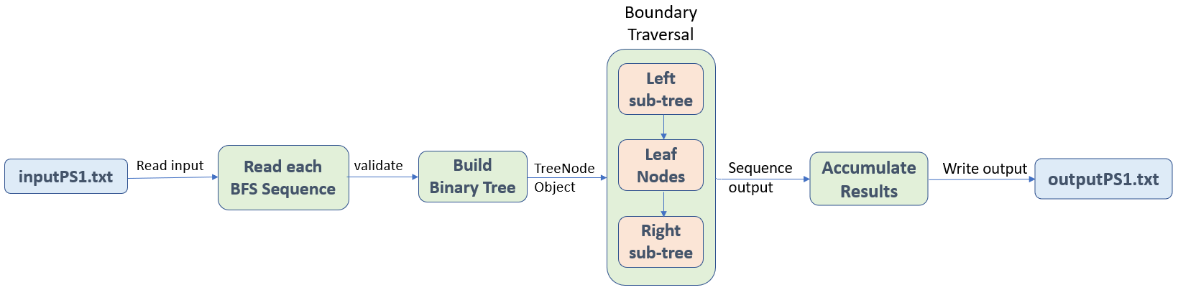 inputPS1.txt
Read input
Read each
BFS Sequence
validate
Build
Binary Tree
TreeNode
Object
Boundary
Traversal
Left
sub-tree
Leaf
Nodes
Right
sub-tree
Sequence
output
Accumulate
Results
Write output
outputPS1.txt